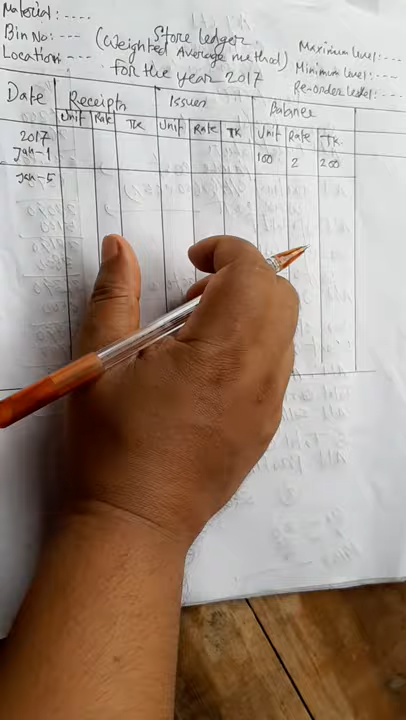 Material: ----
Bin No: ---
Location: ---
Store ledger
(Weighted Average method)
For the year 2017
Maximum level: ---
Minimum level: ---
Re-order level: ---
Date Receipts Issues Balance
Unit Rate TK Unit Rate TK Unit Rate TK.
2017
Jan-1 100 2 200
Jan-5